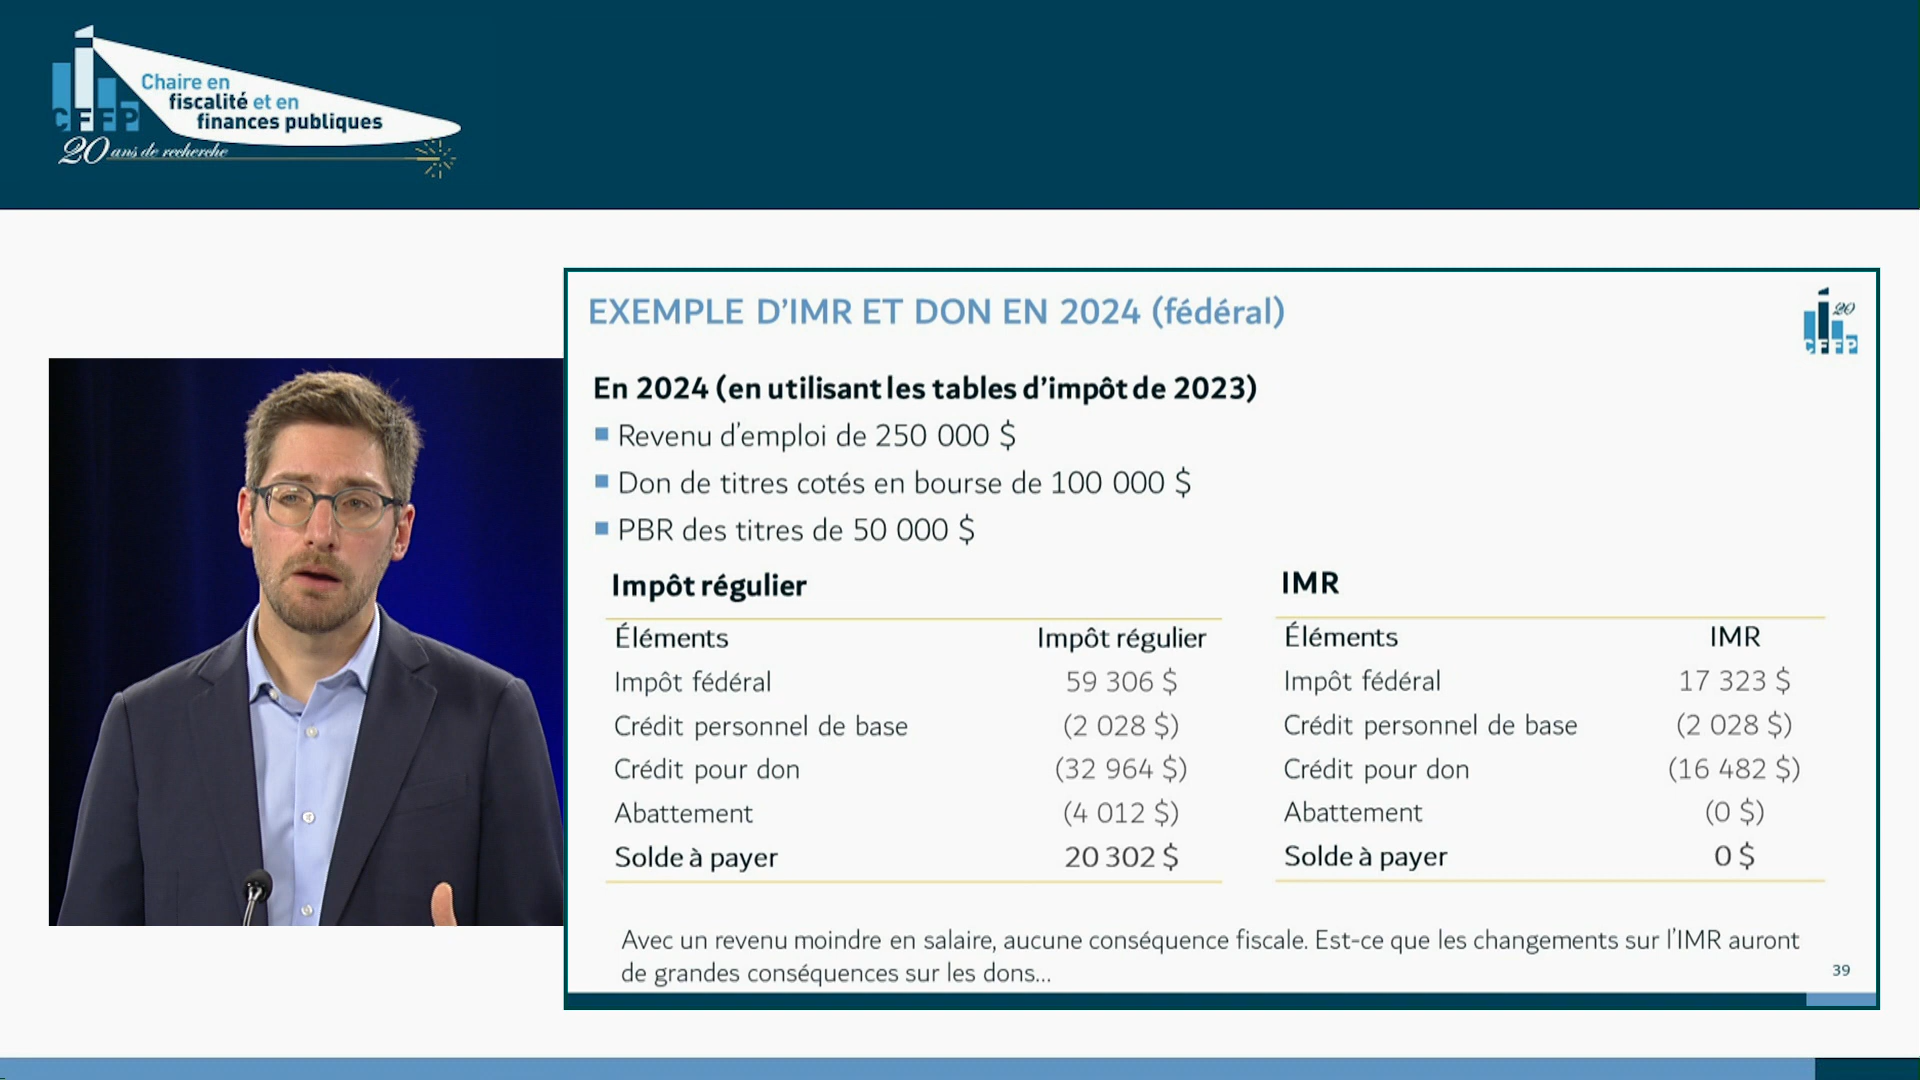 Chaire en
fiscalité et en
finances publiques
CFFP
20 ans de recherche
EXEMPLE D'IMR ET DON EN 2024 (fédéral)
20
CFFP
En 2024 (en utilisant les tables d'impôt de 2023)
Revenu d'emploi de 250 000 $
Don de titres cotés en bourse de 100 000 $
PBR des titres de 50 000 $
Impôt régulier
Éléments Impôt régulier
Impôt fédéral 59 306 $
Crédit personnel de base (2 028 $)
Crédit pour don (32 964 $)
Abattement (4 012 $)
Solde à payer 20 302 $
IMR
Éléments IMR
Impôt fédéral 17 323 $
Crédit personnel de base (2 028 $)
Crédit pour don (16 482 $)
Abattement (0 $)
Solde à payer 0 $
Avec un revenu moindre en salaire, aucune conséquence fiscale. Est-ce que les changements sur l'IMR auront
de grandes conséquences sur les dons...
39